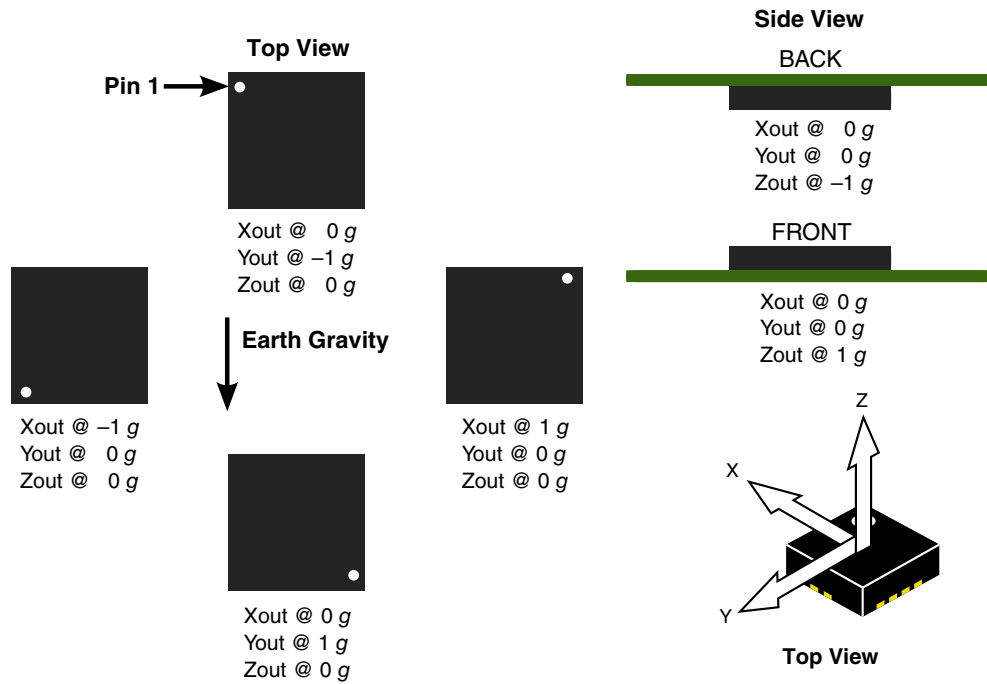 Top View
Pin 1
Xout @ 0 g
Yout @ –1 g
Zout @ 0 g
Earth Gravity
Xout @ –1 g
Yout @ 0 g
Zout @ 0 g
Xout @ 1 g
Yout @ 0 g
Zout @ 0 g
Xout @ 0 g
Yout @ 1 g
Zout @ 0 g
Side View
BACK
Xout @ 0 g
Yout @ 0 g
Zout @ –1 g
FRONT
Xout @ 0 g
Yout @ 0 g
Zout @ 1 g
Z
X
Y
Top View